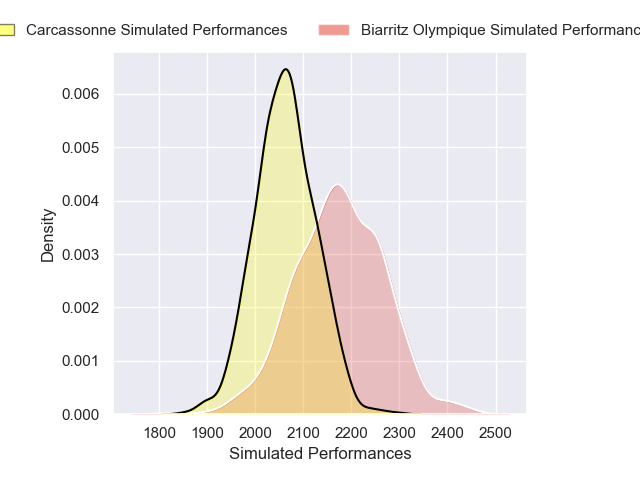 Carcassonne Simulated Performances
Biarritz Olympique Simulated
0.006
0.005
0.004
0.003
0.002
0.001
0.000
Density
1800 1900 2000 2100 2200 2300 2400 2500
Simulated Performances